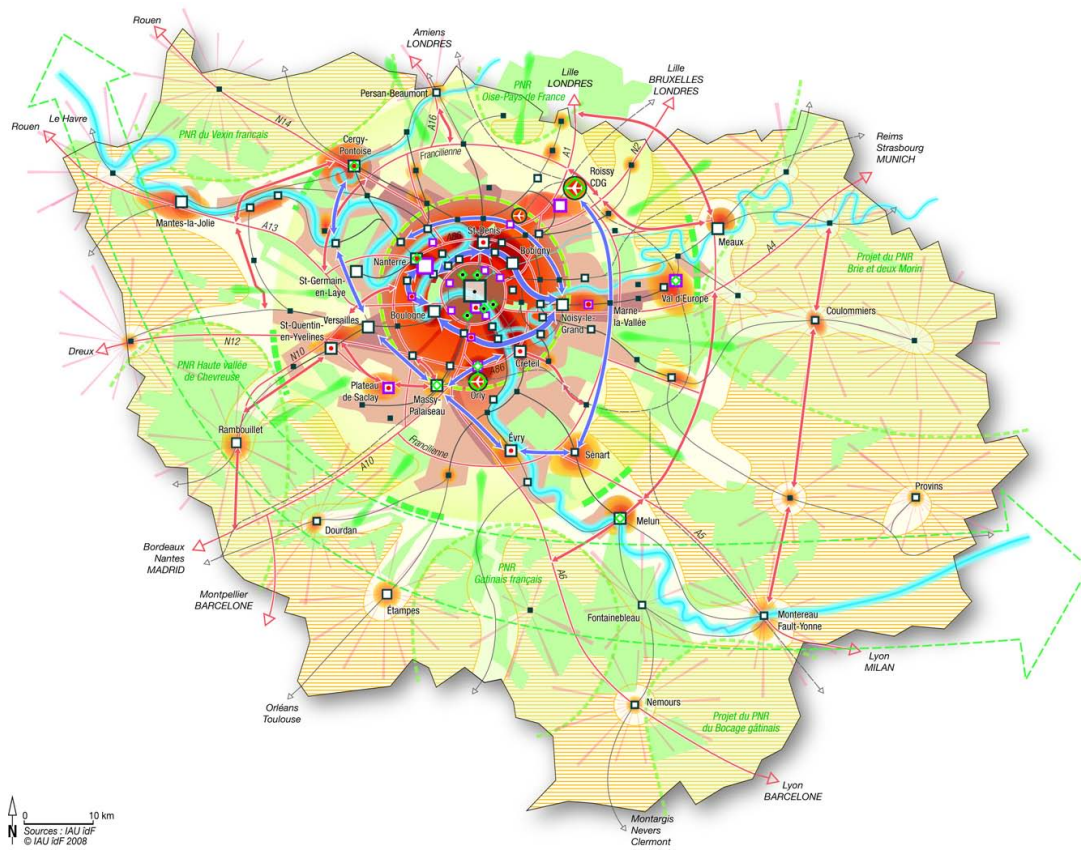 Rouen
Amiens
LONDRES
Lille
LONDRES
Lille
BRUXELLES
LONDRES
PNR
Oise-Pays de France
Persan-Beaumont
Le Havre
Rouen
PNR du Vexin francais
N14
A16
A1
N2
Cergy-
Pontoise
Francilienne
Roissy
CDG
Reims
Strasbourg
MUNICH
Mantes-la-Jolie
A13
St-Denis
Bobigny
Meaux
A4
Nanterre
Projet du PNR
Brie et deux Morin
St-Germain-
en-Laye
Val d'Europe
Boulogne
Noisy-le
Grand
Marne-
la-Vallée
Coulommiers
Versailles
St-Quentin-
en-Yvelines
Dreux
N12
N10
PNR Haute vallée
de Chevreuse
Créteil
A86
Plateau
de Saclay
Massy-
Palaiseau
Orly
Rambouillet
Francilienne
Évry
Sénart
A10
Provins
Melun
Dourdan
A5
Bordeaux
Nantes
MADRID
PNR
Gatinais français
A6
Montpellier
BARCELONE
Étampes
Fontainebleau
Montereau
Fault-Yonne
Lyon
MILAN
Orléans
Toulouse
Nemours
Projet du PNR
du Bocage gâtinais
Lyon
BARCELONE
Montargis
Nevers
Clermont
0 10 km
N
Sources : IAU îdF
© IAU îdF 2008